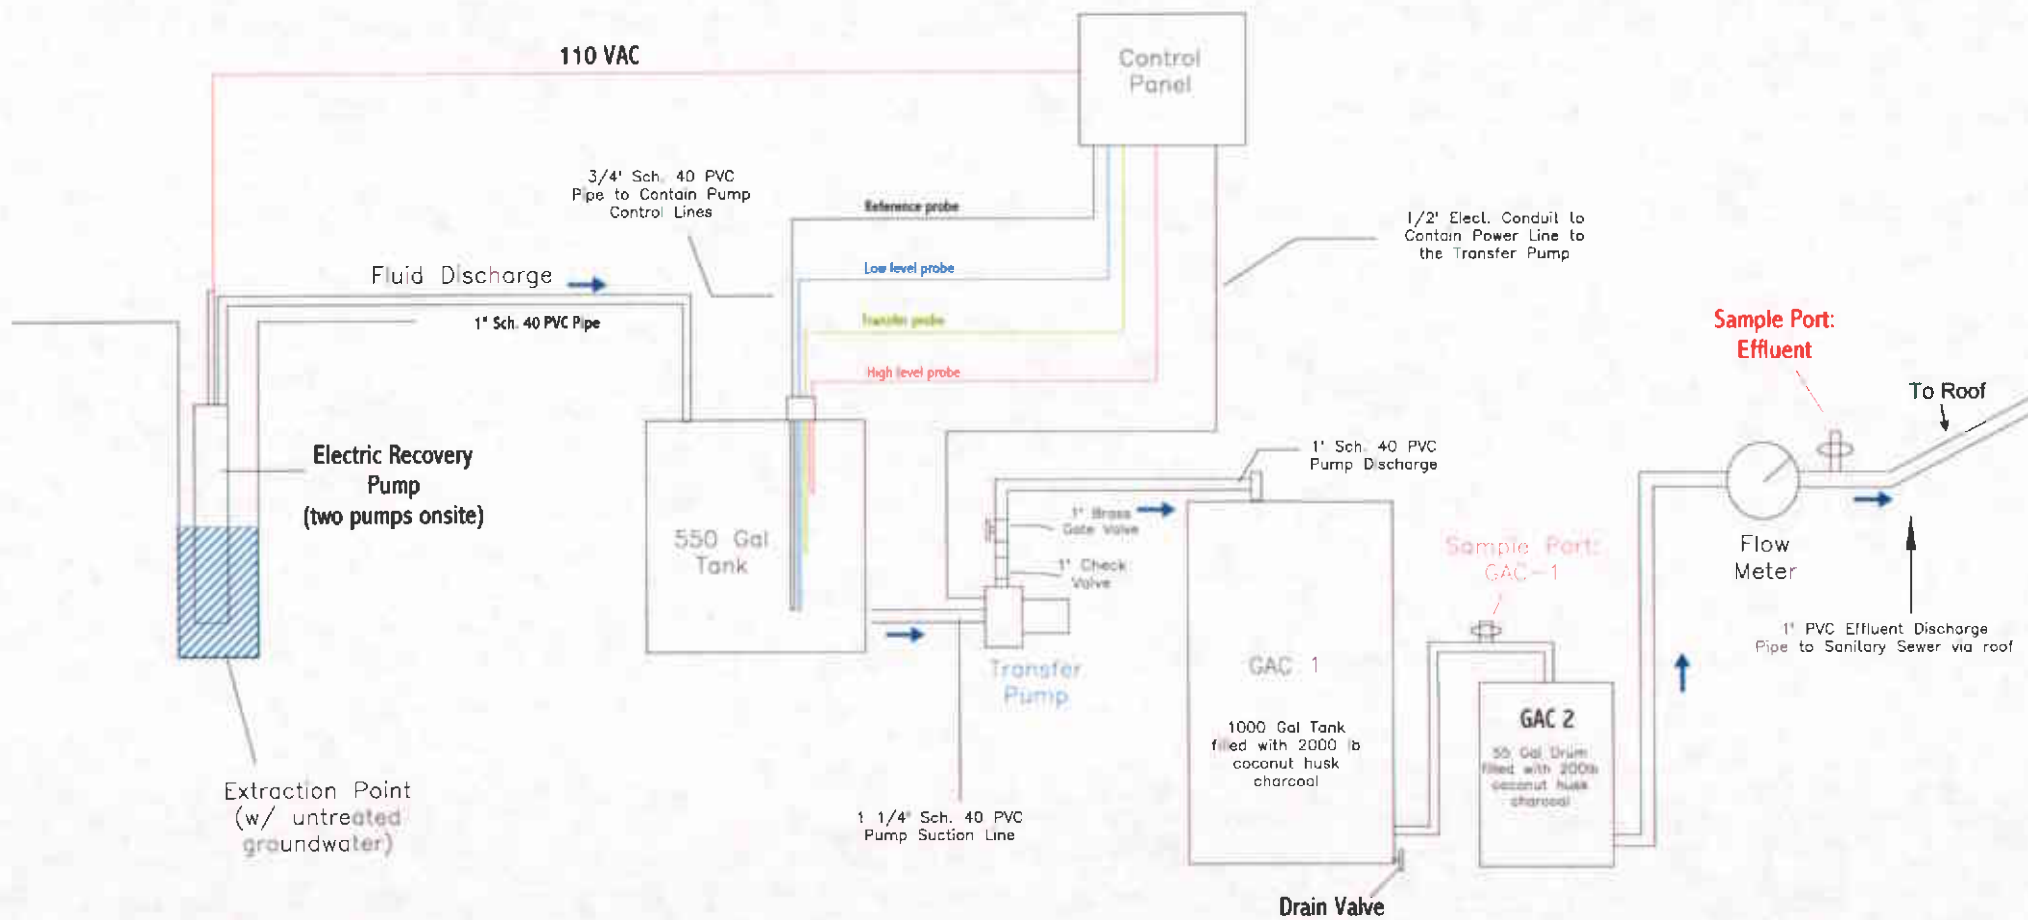 110 VAC
Control
Panel
3/4' Sch. 40 PVC
Pipe to Contain Pump
Control Lines
Reference probe
1/2' Elect. Conduit to
Contain Power Line to
the Transfer Pump
Fluid Discharge
Low level probe
1" Sch. 40 PVC Pipe
Transfer probe
Sample Port:
Effluent
High level probe
To Roof
Electric Recovery
Pump
(two pumps onsite)
1' Sch. 40 PVC
Pump Discharge
550 Gal
Tank
1" Brass
Gate Valve
1" Check
Valve
Sample Port:
GAC-1
Flow
Meter
1' PVC Effluent Discharge
Pipe to Sanitary Sewer via roof
Transfer
Pump
GAC 1
1000 Gal Tank
filled with 2000 lb
coconut husk
charcoal
GAC 2
55 Gal Drum
filled with 200lb
coconut husk
charcoal
Extraction Point
(w/ untreated
groundwater)
1 1/4" Sch. 40 PVC
Pump Suction Line
Drain Valve